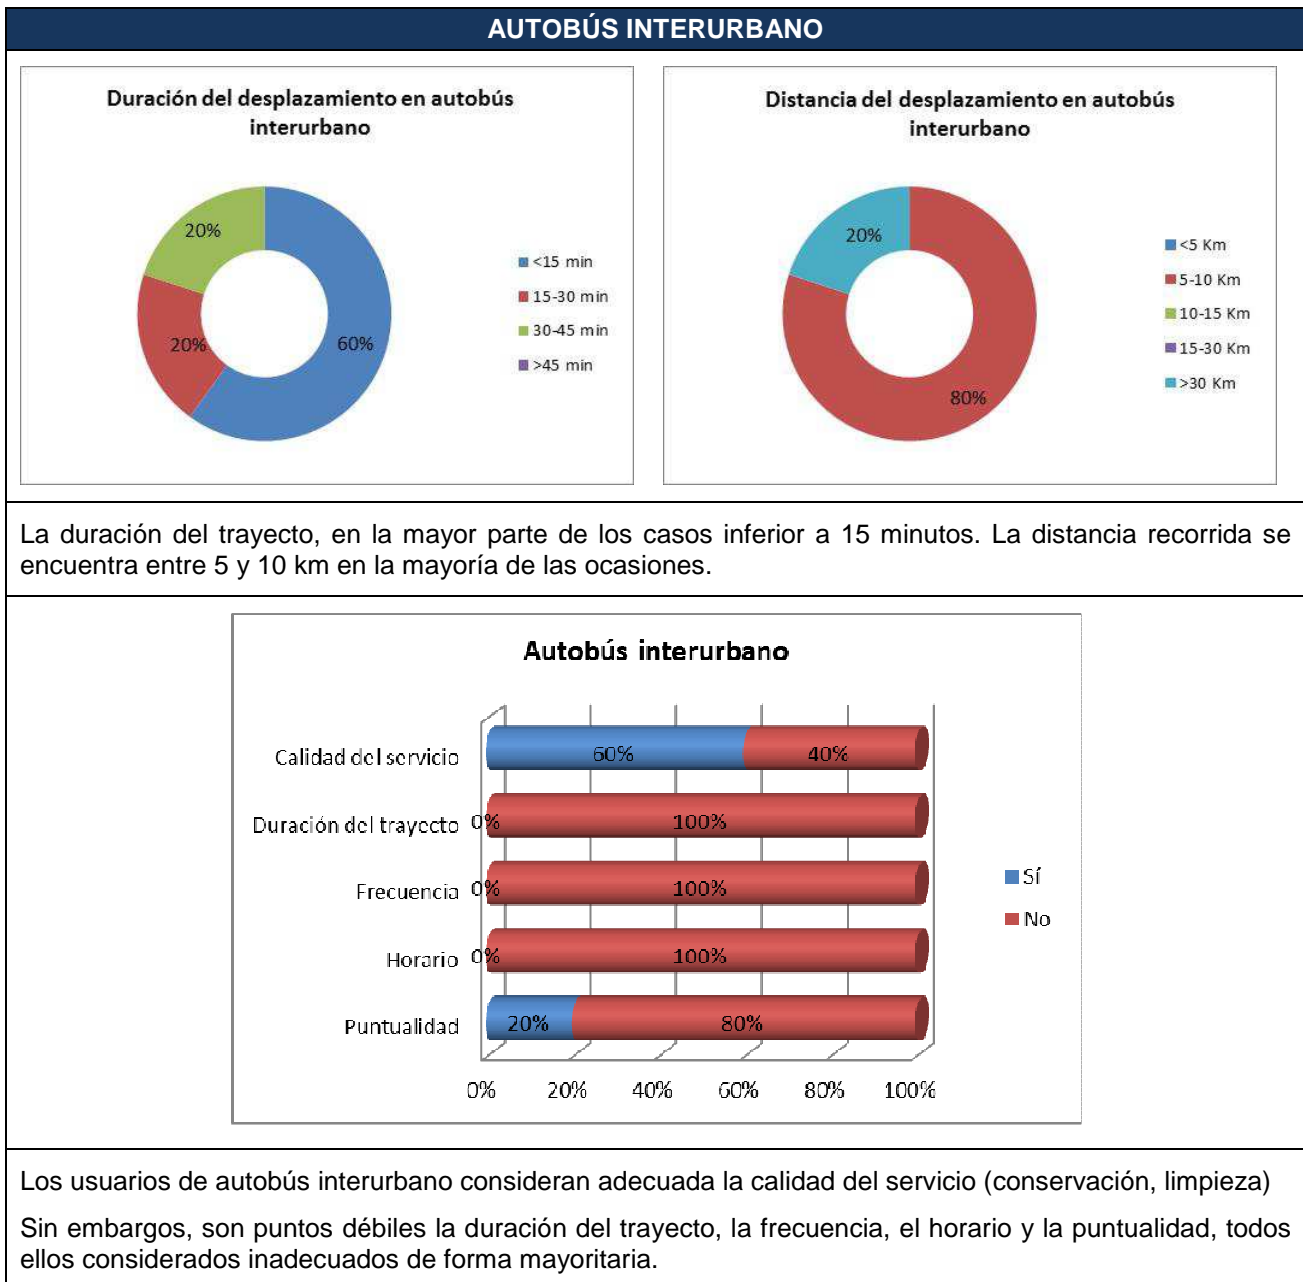 AUTOBÚS INTERURBANO
Duración del desplazamiento en autobús
interurbano
20%
20%
60%
<15 min
15-30 min
30-45 min
>45 min
Distancia del desplazamiento en autobús
interurbano
20%
80%
<5 Km
5-10 Km
10-15 Km
15-30 Km
>30 Km
La duración del trayecto, en la mayor parte de los casos inferior a 15 minutos. La distancia recorrida se
encuentra entre 5 y 10 km en la mayoría de las ocasiones.
Autobús interurbano
Calidad del servicio 60% 40%
Duración del trayecto 0% 100%
Frecuencia 0% 100%
Horario 0% 100%
Puntualidad 20% 80%
0% 20% 40% 60% 80% 100%
Sí
No
Los usuarios de autobús interurbano consideran adecuada la calidad del servicio (conservación, limpieza)
Sin embargos, son puntos débiles la duración del trayecto, la frecuencia, el horario y la puntualidad, todos
ellos considerados inadecuados de forma mayoritaria.